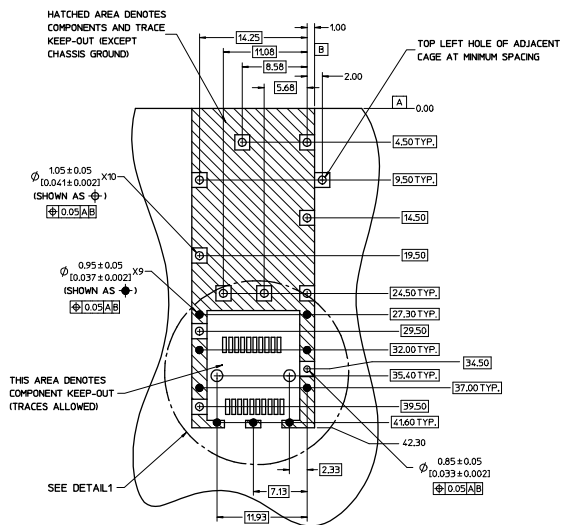 HATCHED AREA DENOTES
COMPONENTS AND TRACE
KEEP-OUT (EXCEPT
CHASSIS GROUND)
14.25
11.08
8.58
5.68
1.00
B
2.00
TOP LEFT HOLE OF ADJACENT
CAGE AT MINIMUM SPACING
A
0.00
4.50 TYP.
9.50 TYP.
14.50
19.50
24.50 TYP.
27.30 TYP.
29.50
32.00 TYP.
34.50
35.40 TYP.
37.00 TYP.
39.50
41.60 TYP.
42.30
Ø 1.05±0.05
[0.041±0.002] X10
(SHOWN AS ⌖)
⌖ 0.05 A B
Ø 0.95±0.05
[0.037±0.002] X9
(SHOWN AS ⌖)
⌖ 0.05 A B
THIS AREA DENOTES
COMPONENT KEEP-OUT
(TRACES ALLOWED)
SEE DETAIL1
2.33
7.13
11.93
Ø 0.85±0.05
[0.033±0.002]
⌖ 0.05 A B